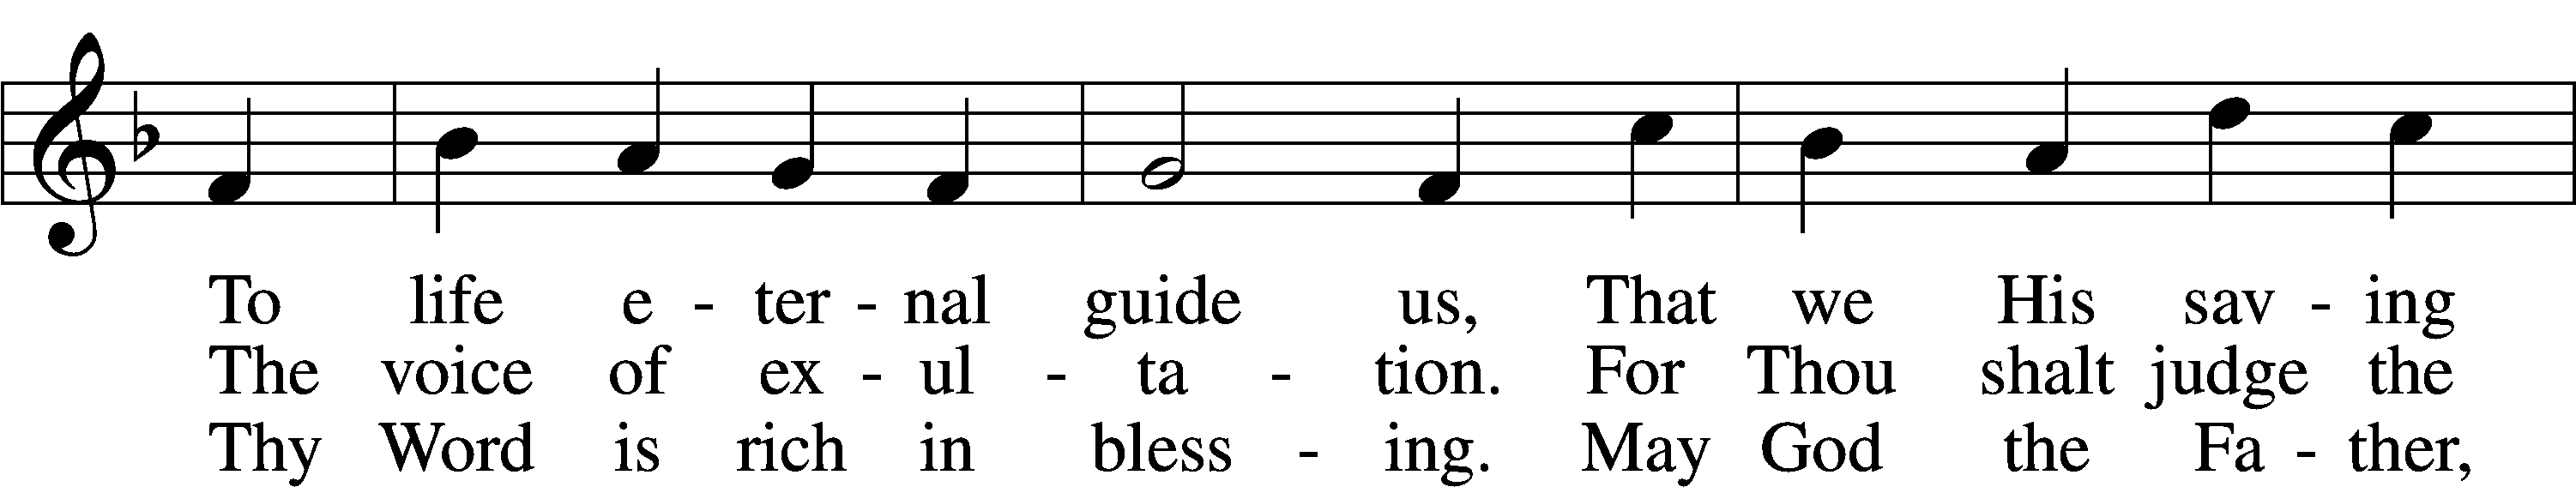 To life e - ter - nal guide us, That we His sav - ing
The voice of ex - ul - ta - tion. For Thou shalt judge the
Thy Word is rich in bless - ing. May God the Fa - ther,